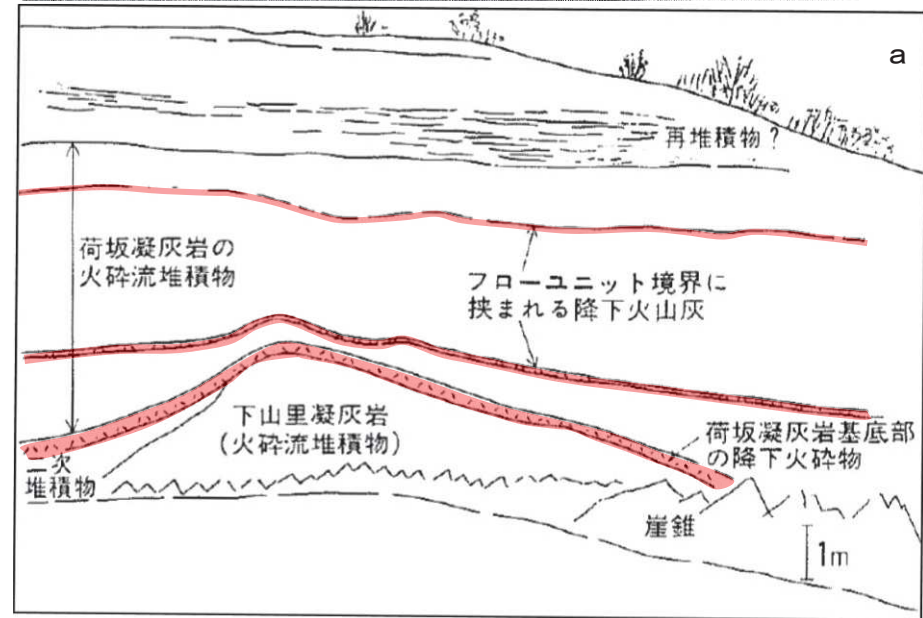 a
再堆積物?
荷坂凝灰岩の
火砕流堆積物
フローユニット境界に
挟まれる降下火山灰
下山里凝灰岩
(火砕流堆積物)
荷坂凝灰岩基底部
の降下火砕物
二次
堆積物
崖錐
1m